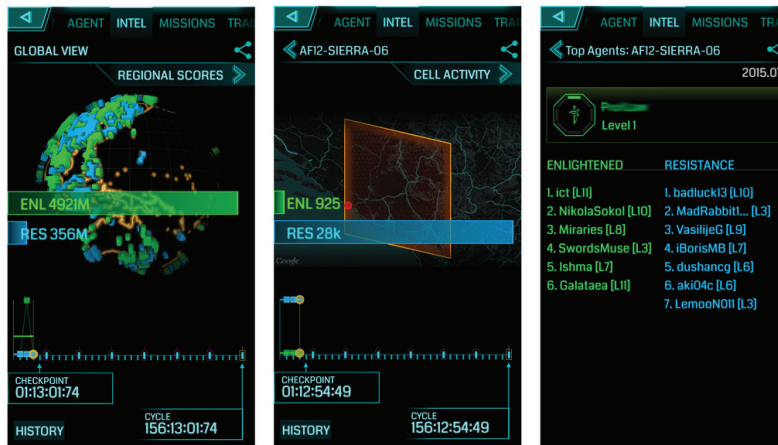 AGENT INTEL MISSIONS TRAI
GLOBAL VIEW
REGIONAL SCORES
ENL 4921M
RES 356M
CHECKPOINT
01:13:01:74
CYCLE
156:13:01:74
HISTORY
AGENT INTEL MISSIONS TRAI
AF12-SIERRA-06
CELL ACTIVITY
ENL 925
RES 28k
Google
CHECKPOINT
01:12:54:49
CYCLE
156:12:54:49
HISTORY
AGENT INTEL MISSIONS TRA
Top Agents: AF12-SIERRA-06
2015.0
Level 1
ENLIGHTENED
1. ict [L11]
2. NikolaSokol [L10]
3. Miraries [L8]
4. SwordsMuse [L3]
5. Ishma [L7]
6. Galataea [L11]
RESISTANCE
1. badluck13 [L10]
2. MadRabbit1... [L3]
3. VasilijeG [L9]
4. iBorisMB [L7]
5. dushancg [L6]
6. aki04c [L6]
7. LemooN011 [L3]